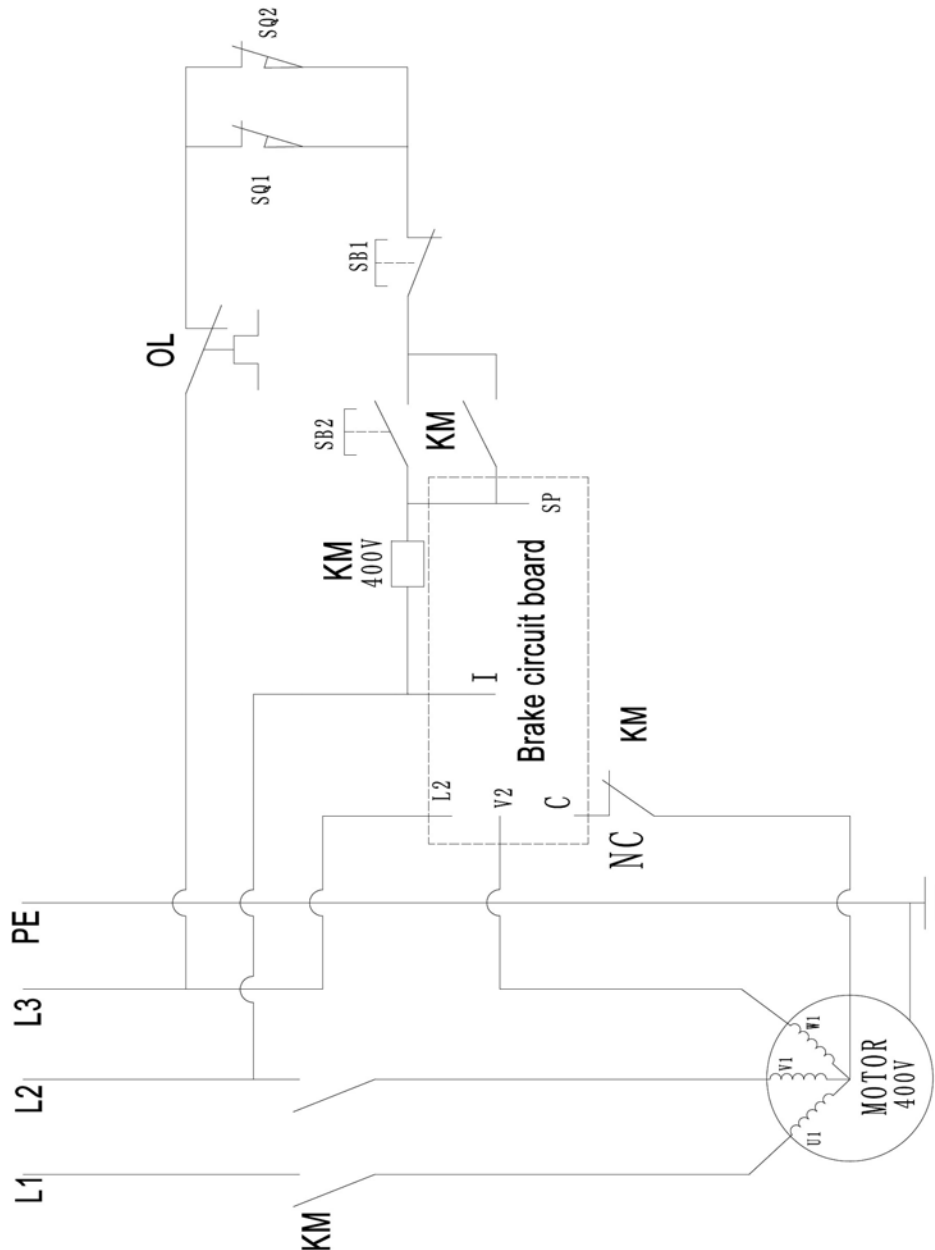 L1
L2
L3
PE
KM
OL
SQ1
SQ2
SB1
SB2
KM
KM
400V
SP
I
Brake circuit board
L2
V2
C
KM
NC
U1
V1
W1
MOTOR
400V